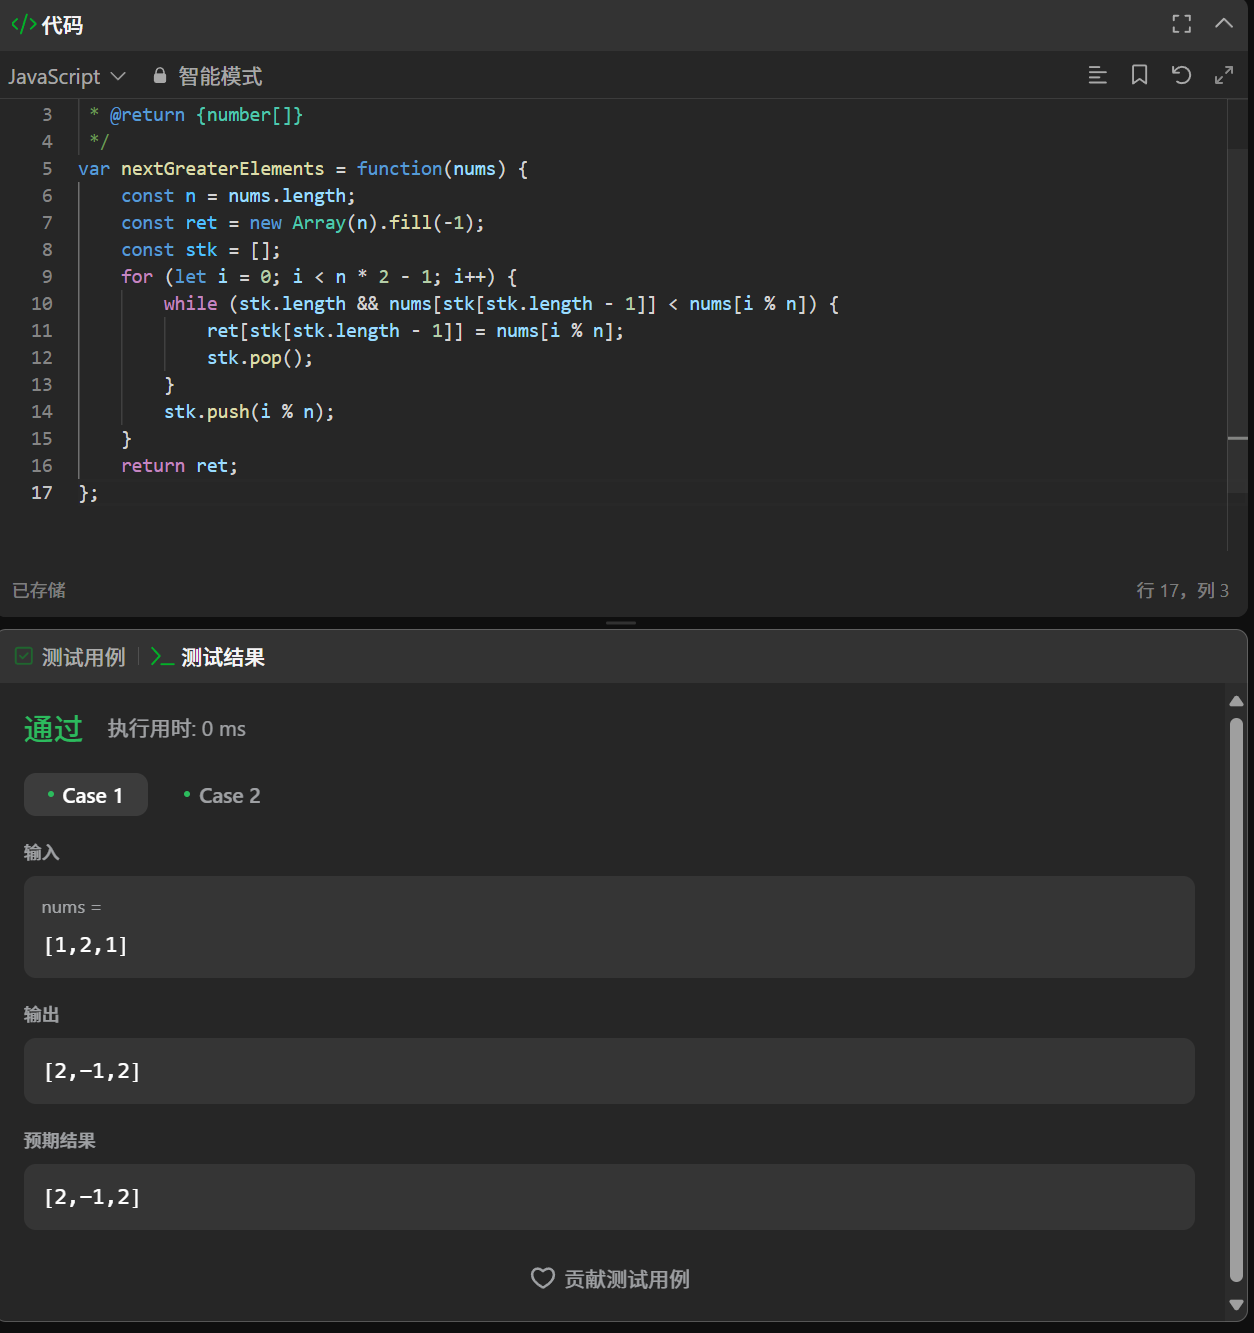 </> 代码
JavaScript 智能模式
3 * @return {number[]}
4 */
5 var nextGreaterElements = function(nums) {
6 const n = nums.length;
7 const ret = new Array(n).fill(-1);
8 const stk = [];
9 for (let i = 0; i < n * 2 - 1; i++) {
10 while (stk.length && nums[stk[stk.length - 1]] < nums[i % n]) {
11 ret[stk[stk.length - 1]] = nums[i % n];
12 stk.pop();
13 }
14 stk.push(i % n);
15 }
16 return ret;
17 };
已存储 行 17, 列 3
测试用例 | >_ 测试结果
通过 执行用时: 0 ms
• Case 1 • Case 2
输入
nums =
[1,2,1]
输出
[2,-1,2]
预期结果
[2,-1,2]
贡献测试用例